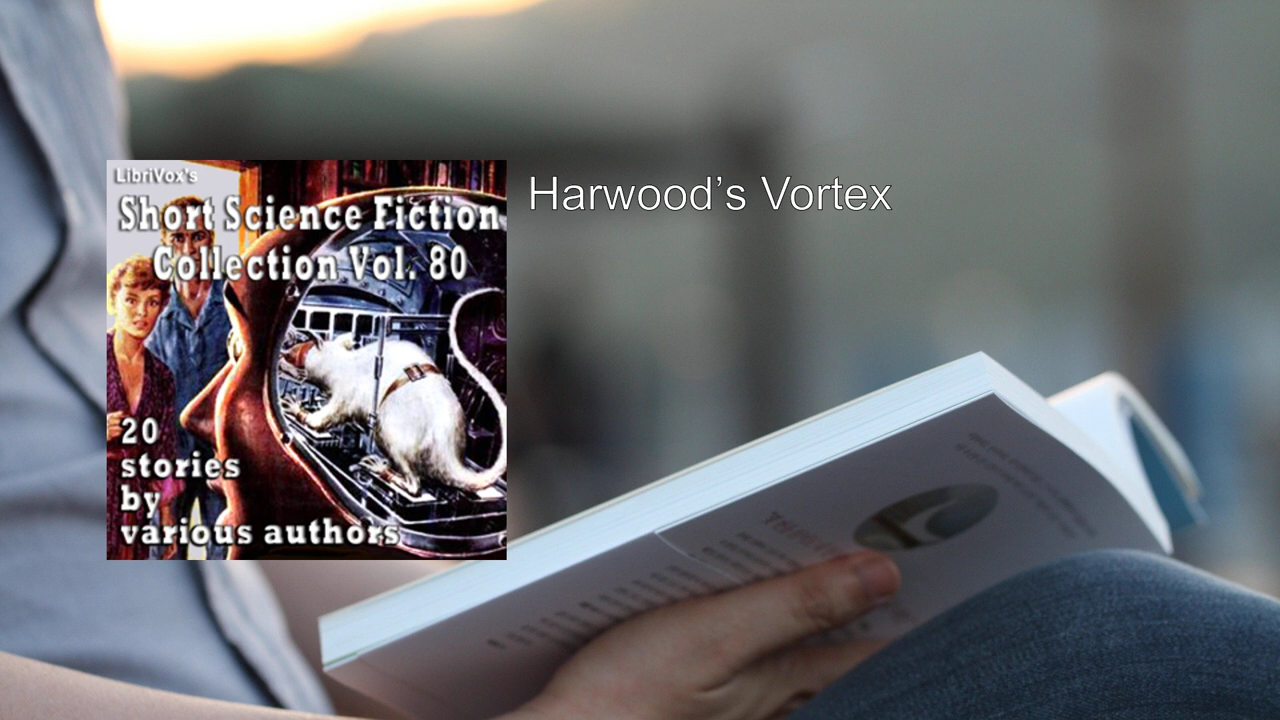 LibriVox's
Short Science Fiction
Collection Vol. 80
20
stories
by
various authors
Harwood’s Vortex